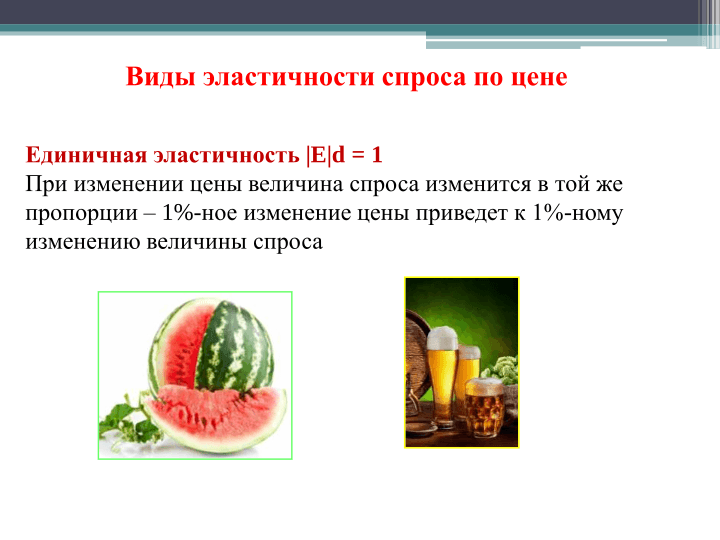 Виды эластичности спроса по цене
Единичная эластичность |E|d = 1
При изменении цены величина спроса изменится в той же
пропорции – 1%-ное изменение цены приведет к 1%-ному
изменению величины спроса